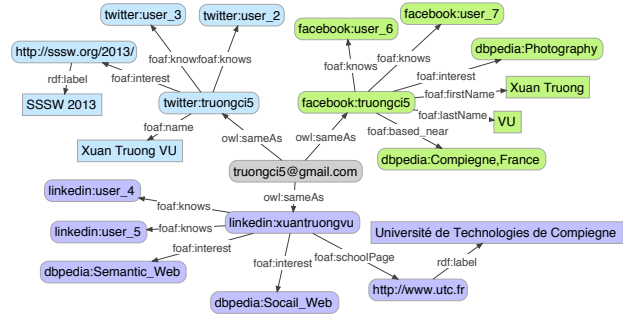 twitter:user_3
twitter:user_2
facebook:user_7
facebook:user_6
http://sssw.org/2013/
foaf:knows
foaf:knows
foaf:knows
foaf:knows
dbpedia:Photography
rdf:label
foaf:interest
foaf:interest
SSSW 2013
twitter:truongci5
facebook:truongci5
foaf:firstName
Xuan Truong
foaf:lastName
VU
foaf:name
foaf:based_near
Xuan Truong VU
owl:sameAs
owl:sameAs
dbpedia:Compiegne,France
truongci5@gmail.com
linkedin:user_4
owl:sameAs
foaf:knows
linkedin:user_5
foaf:knows
linkedin:xuantruongvu
Université de Technologies de Compiegne
foaf:interest
foaf:interest
foaf:schoolPage
rdf:label
dbpedia:Semantic_Web
dbpedia:Socail_Web
http://www.utc.fr